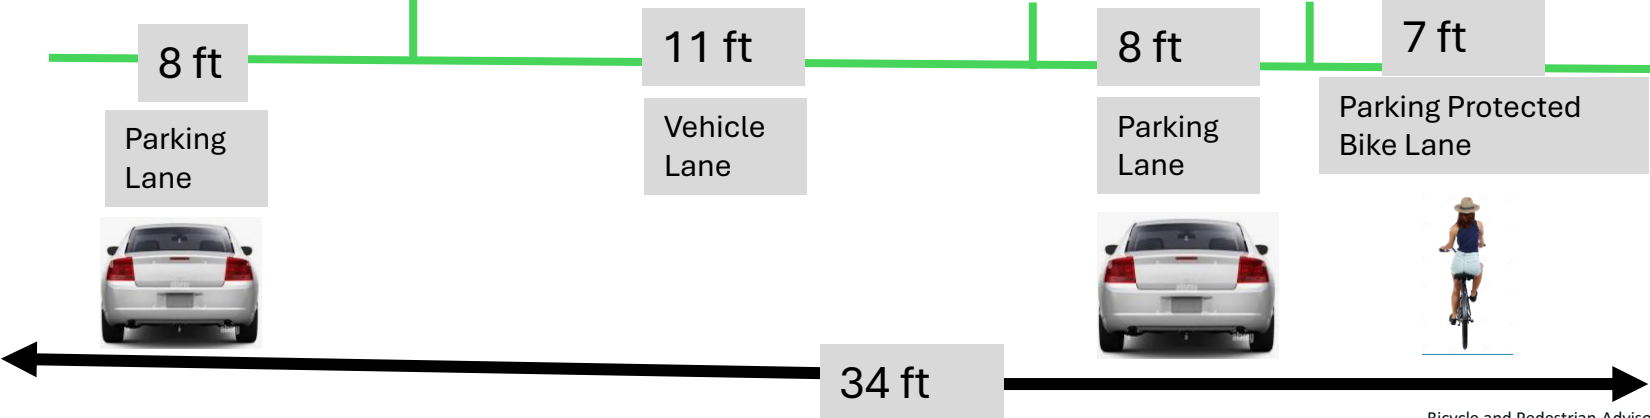 8 ft
11 ft
8 ft
7 ft
Parking
Lane
Vehicle
Lane
Parking
Lane
Parking Protected
Bike Lane
34 ft
Bicycle and Pedestrian